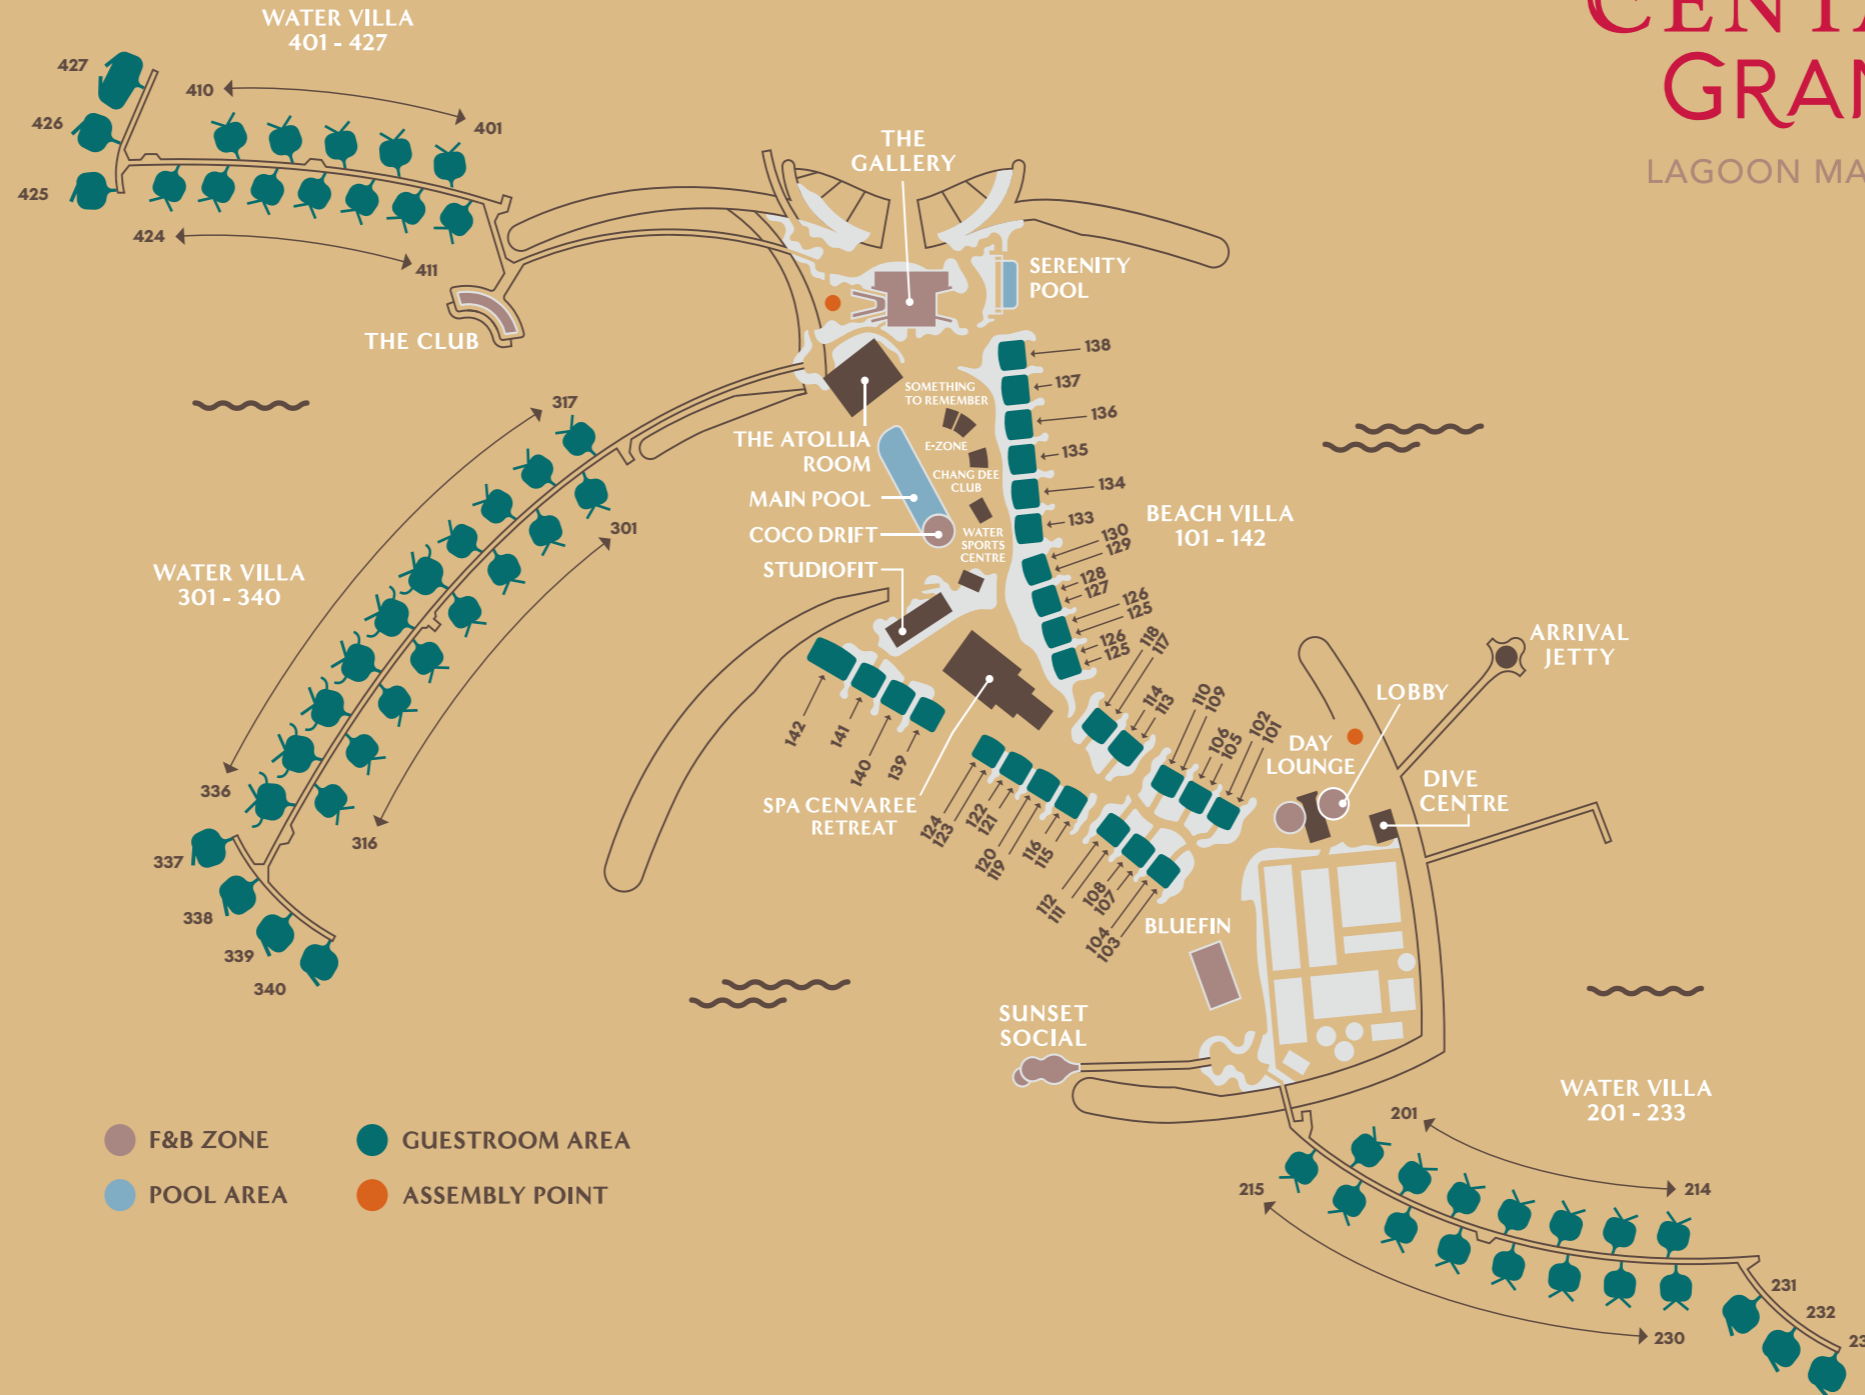 CENTA
GRAN
LAGOON MA
WATER VILLA
401 - 427
427
426
425
410
401
424
411
THE CLUB
THE
GALLERY
SERENITY
POOL
138
137
136
135
134
133
130
129
128
127
126
125
126
125
118
117
114
113
110
109
106
105
102
101
BEACH VILLA
101 - 142
SOMETHING
TO REMEMBER
E-ZONE
CHANG DEE
CLUB
WATER
SPORTS
CENTRE
THE ATOLLIA
ROOM
MAIN POOL
COCO DRIFT
STUDIOFIT
317
301
WATER VILLA
301 - 340
336
316
337
338
339
340
142
141
140
139
SPA CENVAREE
RETREAT
124
123
122
121
120
119
116
115
112
111
108
107
104
103
ARRIVAL
JETTY
LOBBY
DAY
LOUNGE
DIVE
CENTRE
BLUEFIN
SUNSET
SOCIAL
WATER VILLA
201 - 233
201
214
215
230
231
232
23
F&B ZONE
GUESTROOM AREA
POOL AREA
ASSEMBLY POINT